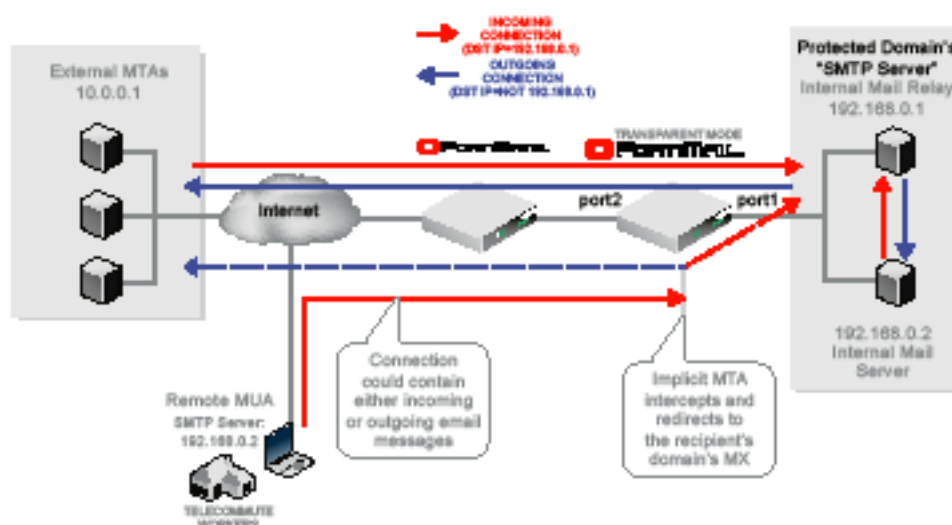 INCOMING
CONNECTION
(DST IP=192.168.0.1)
OUTGOING
CONNECTION
(DST IP=NOT 192.168.0.1)
External MTAs
10.0.0.1
Protected Domain's
"SMTP Server"
Internal Mail Relay
192.168.0.1
TRANSPARENT MODE
Internet
port2
port1
192.168.0.2
Internal Mail
Server
Connection
could contain
either incoming
or outgoing email
messages
Implicit MTA
intercepts and
redirects to
the recipient's
domain's MX
Remote MUA
SMTP Server:
192.168.0.2
TELECOMMUTE
WORKERS